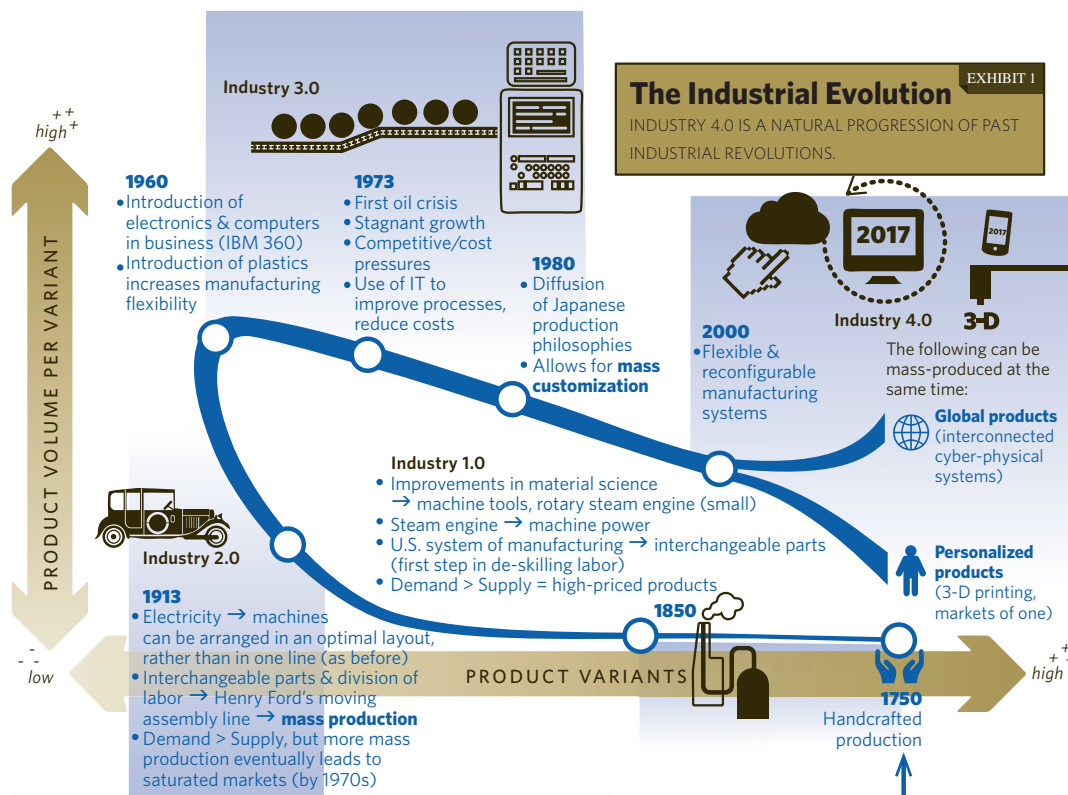 EXHIBIT 1
The Industrial Evolution
INDUSTRY 4.0 IS A NATURAL PROGRESSION OF PAST
INDUSTRIAL REVOLUTIONS.
++
high+
PRODUCT VOLUME PER VARIANT
- 
- -
low
Industry 3.0
1960
•Introduction of
electronics & computers
in business (IBM 360)
•Introduction of plastics
increases manufacturing
flexibility
1973
• First oil crisis
• Stagnant growth
• Competitive/cost
pressures
• Use of IT to
improve processes,
reduce costs
1980
• Diffusion
of Japanese
production
philosophies
• Allows for mass
customization
2017
2017
Industry 4.0
3-D
2000
•Flexible &
reconfigurable
manufacturing
systems
The following can be
mass-produced at the
same time:
Global products
(interconnected
cyber-physical
systems)
Personalized
products
(3-D printing,
markets of one)
Industry 1.0
• Improvements in material science
→ machine tools, rotary steam engine (small)
• Steam engine → machine power
• U.S. system of manufacturing → interchangeable parts
(first step in de-skilling labor)
• Demand > Supply = high-priced products
Industry 2.0
1913
• Electricity → machines
can be arranged in an optimal layout,
rather than in one line (as before)
• Interchangeable parts & division of
labor → Henry Ford's moving
assembly line → mass production
• Demand > Supply, but more mass
production eventually leads to
saturated markets (by 1970s)
1850
PRODUCT VARIANTS
++
high+
1750
Handcrafted
production